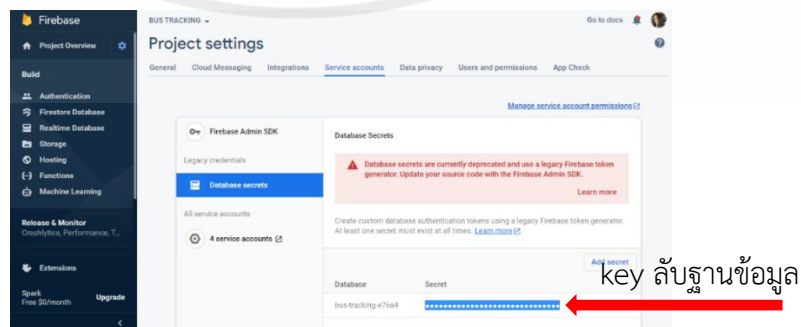 Firebase
BUS TRACKING
Go to docs
Project Overview
Project settings
General Cloud Messaging Integrations Service accounts Data privacy Users and permissions App Check
Build
Authentication
Firestore Database
Realtime Database
Storage
Hosting
Functions
Machine Learning
Release & Monitor
Crashlytics, Performance, T...
Extensions
Spark
Free $0/month
Upgrade
Manage service account permissions
Firebase Admin SDK
Legacy credentials
Database secrets
All service accounts
4 service accounts
Database Secrets
Database secrets are currently deprecated and use a legacy Firebase token
generator. Update your source code with the Firebase Admin SDK.
Learn more
Create custom database authentication tokens using a legacy Firebase token generator.
At least one secret must exist at all times. Learn more
Add secret
Database Secret
bus-tracking-e76a4 ••••••••••••••••••••••••••••••••••••••••
key ลับฐานข้อมูล